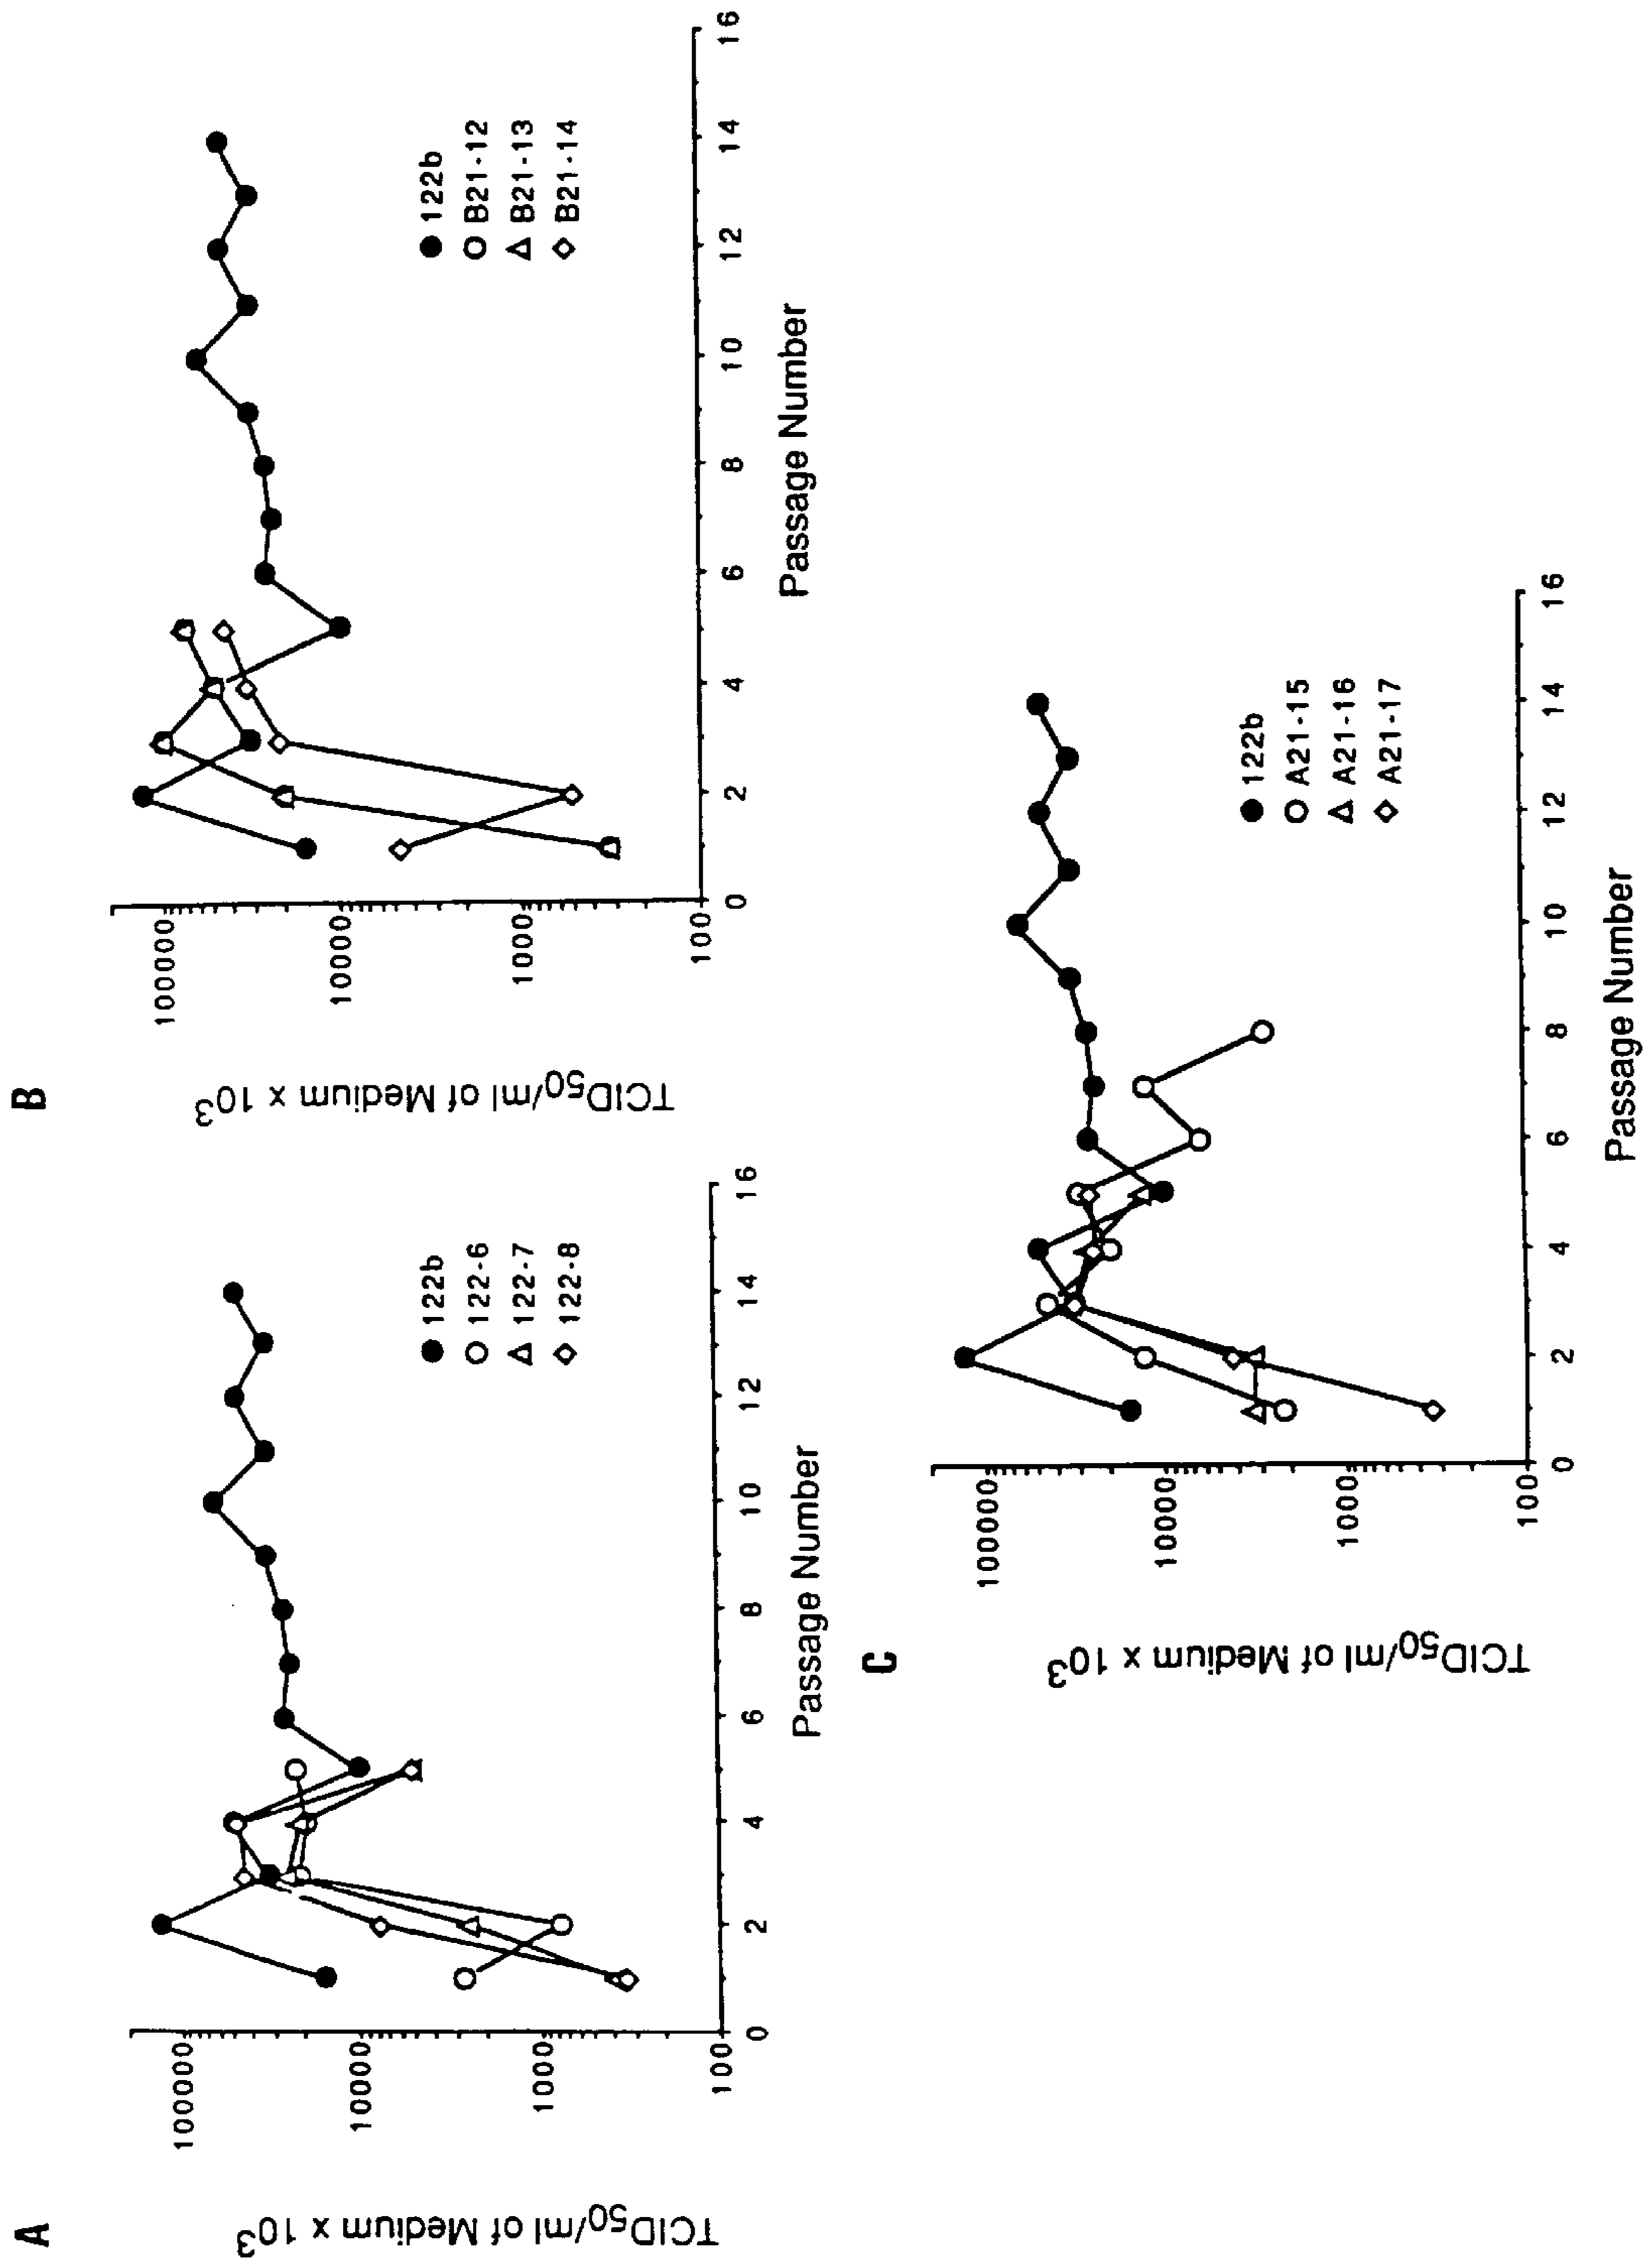 A
TCID50/ml of Medium x 10³
100000
10000
1000
100
0 2 4 6 8 10 12 14 16
Passage Number
● 122b
○ 122-6
△ 122-7
◇ 122-8
B
TCID50/ml of Medium x 10³
100000
10000
1000
100
0 2 4 6 8 10 12 14 16
Passage Number
● 122b
○ B21-12
△ B21-13
◇ B21-14
C
TCID50/ml of Medium x 10³
100000
10000
1000
100
0 2 4 6 8 10 12 14 16
Passage Number
● 122b
○ A21-15
△ A21-16
◇ A21-17